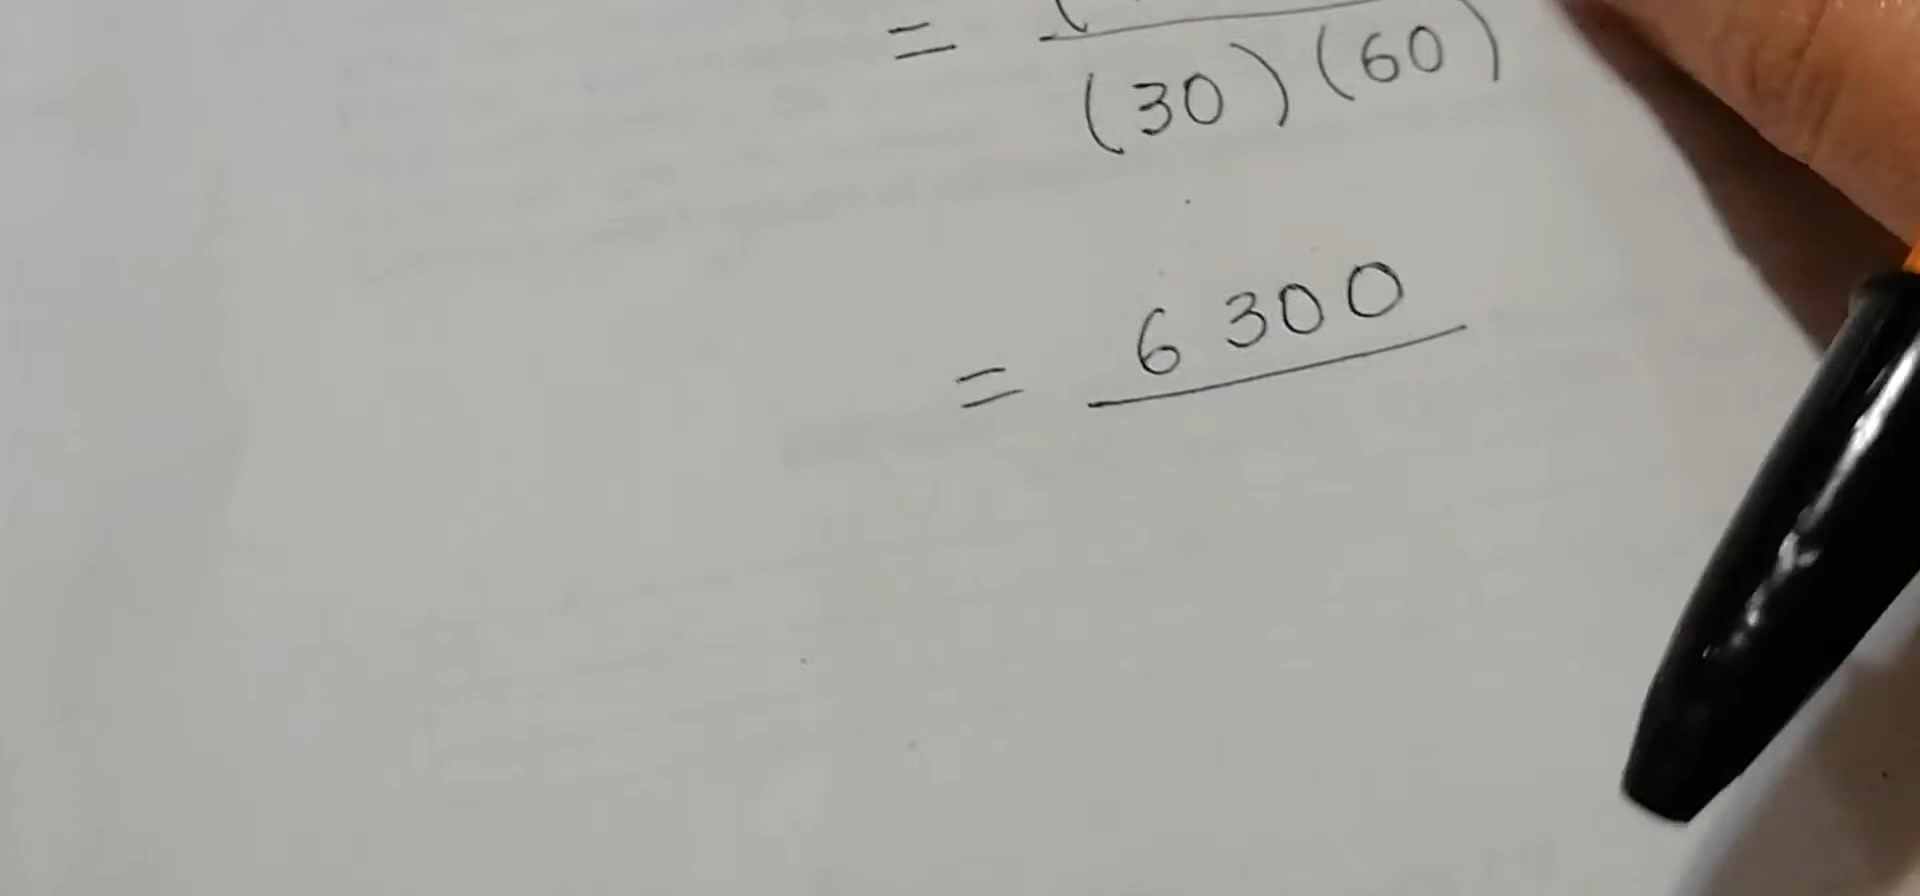 =
(30)(60)
= 6300